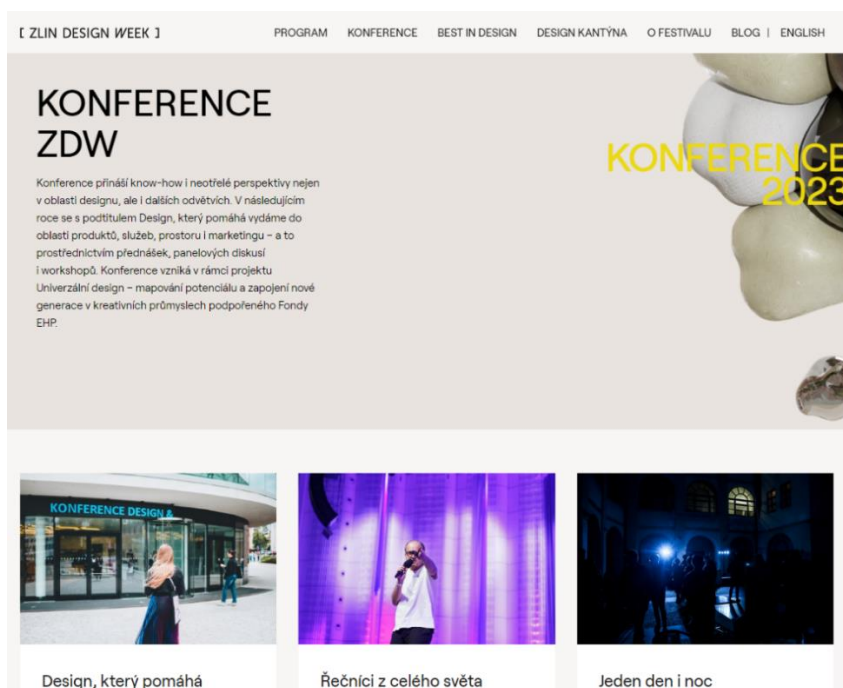 [ ZLIN DESIGN WEEK ]
PROGRAM KONFERENCE BEST IN DESIGN DESIGN KANTÝNA O FESTIVALU BLOG | ENGLISH
KONFERENCE
ZDW
Konference přináší know-how i neotřelé perspektivy nejen
v oblasti designu, ale i dalších odvětvích. V následujícím
roce se s podtitulem Design, který pomáhá vydáme do
oblasti produktů, služeb, prostoru i marketingu – a to
prostřednictvím přednášek, panelových diskusí
i workshopů. Konference vzniká v rámci projektu
Univerzální design – mapování potenciálu a zapojení nové
generace v kreativních průmyslech podpořeného Fondy
EHP.
KONFERENCE
2023
KONFERENCE DESIGN &
Design, který pomáhá
Řečníci z celého světa
Jeden den i noc